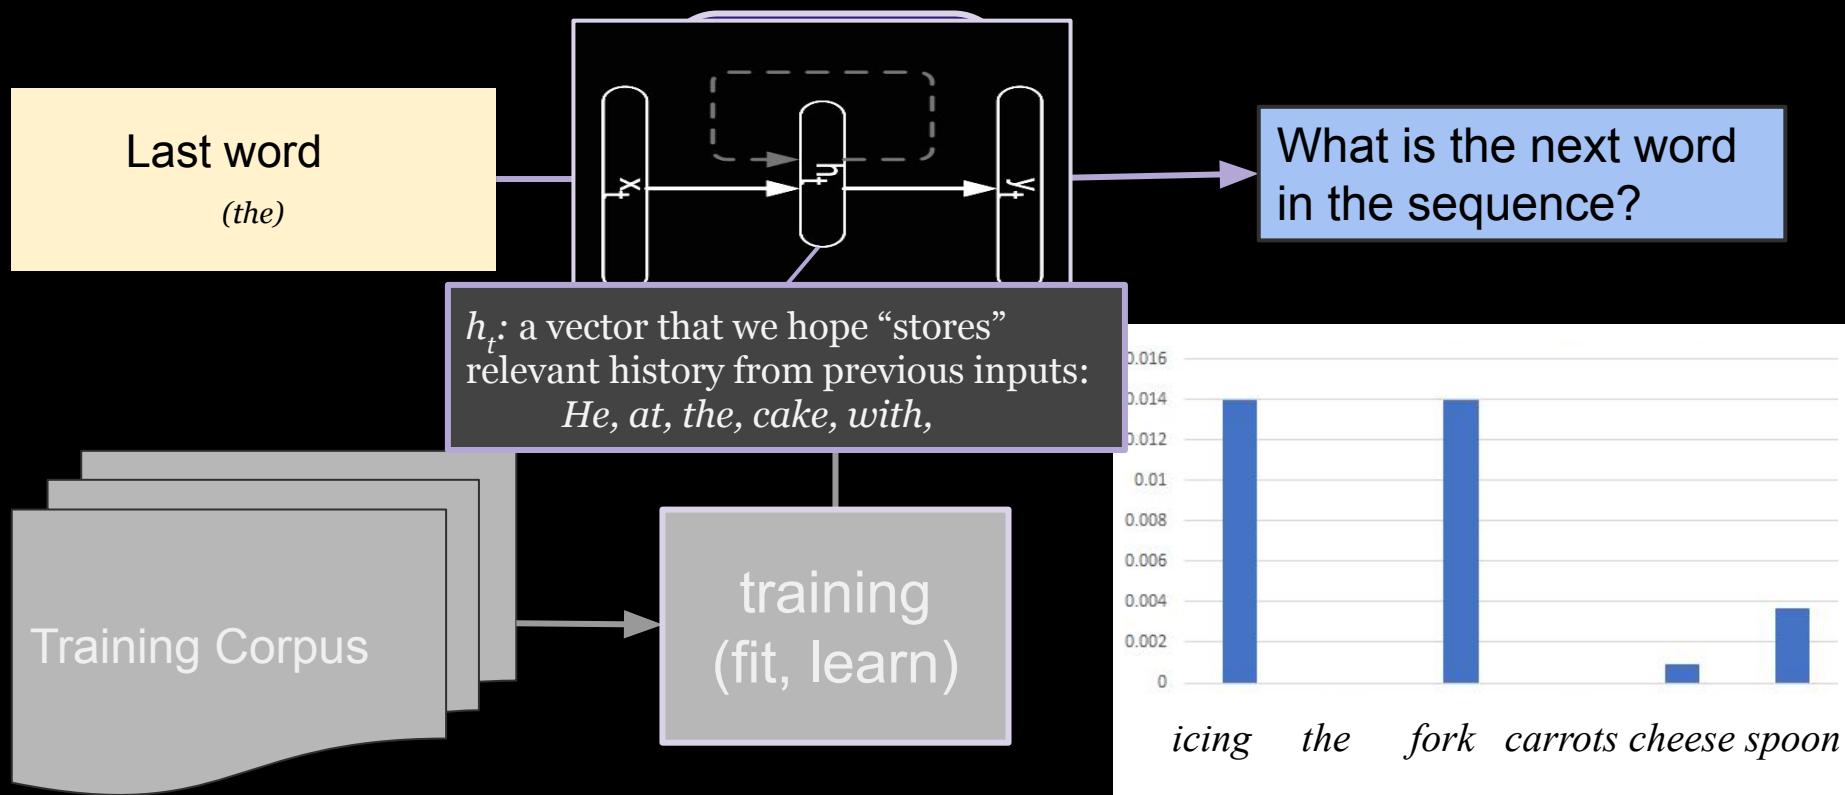 Last word
(the)
x_t
h_t
y_t
What is the next word
in the sequence?
h_t: a vector that we hope “stores”
relevant history from previous inputs:
He, at, the, cake, with,
Training Corpus
training
(fit, learn)
0.016
0.014
0.012
0.01
0.008
0.006
0.004
0.002
0
icing the fork carrots cheese spoon